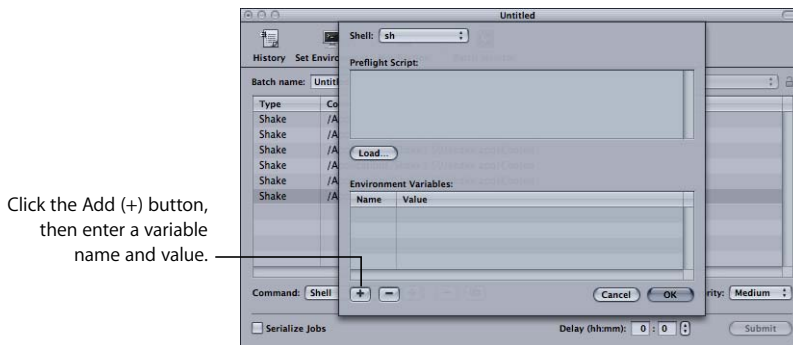 Untitled
Shell: sh
History Set Enviro
Preflight Script:
Batch name: Untitl
Type Co
Shake /A
Shake /A
Shake /A
Load...
Shake /A
Shake /A
Environment Variables:
Shake /A
Name Value
Click the Add (+) button,
then enter a variable
name and value.
Command: Shell + − Cancel OK rity: Medium
Serialize Jobs Delay (hh:mm): 0 : 0 Submit